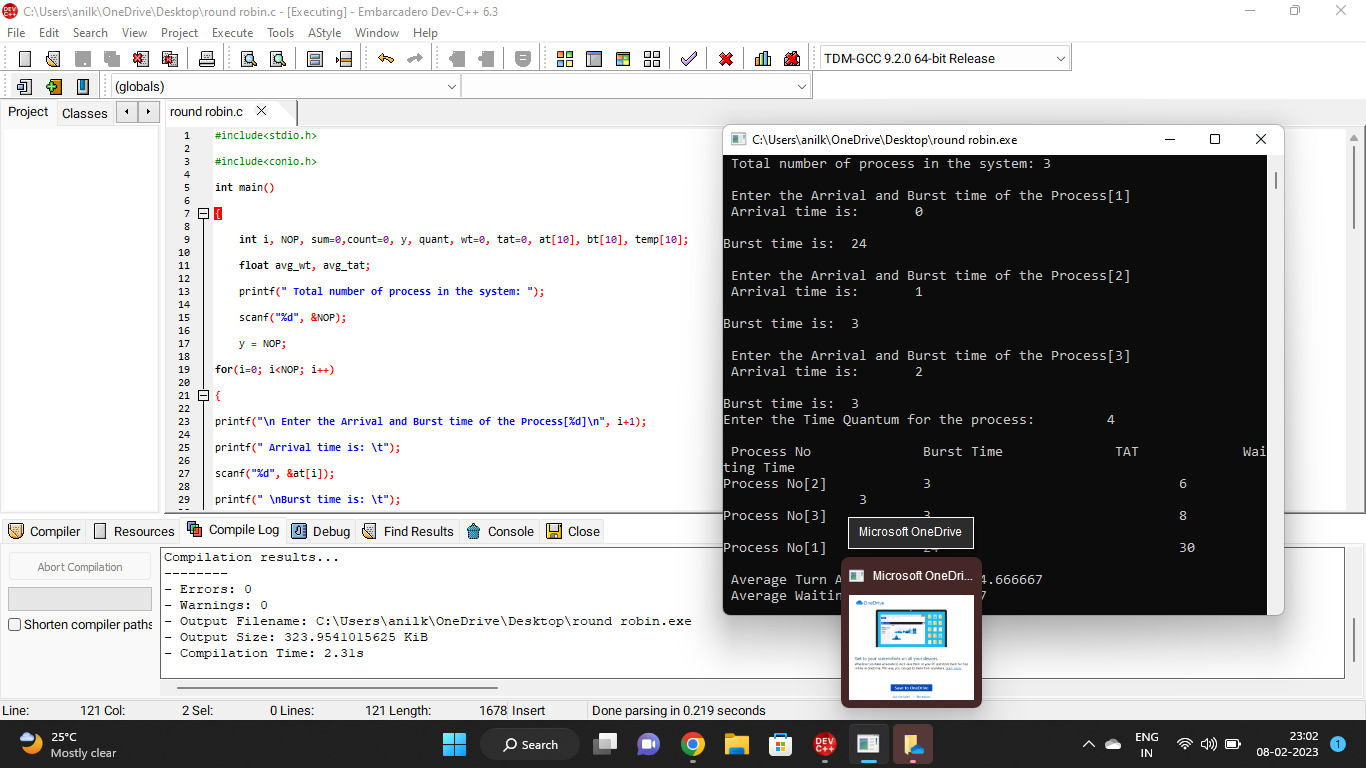 C:\Users\anilk\OneDrive\Desktop\round robin.c - [Executing] - Embarcadero Dev-C++ 6.3
File Edit Search View Project Execute Tools AStyle Window Help
TDM-GCC 9.2.0 64-bit Release
(globals)
Project Classes
round robin.c
1 #include<stdio.h>
2
3 #include<conio.h>
4
5 int main()
6
7 {
8
9 int i, NOP, sum=0,count=0, y, quant, wt=0, tat=0, at[10], bt[10], temp[10];
10
11 float avg_wt, avg_tat;
12
13 printf(" Total number of process in the system: ");
14
15 scanf("%d", &NOP);
16
17 y = NOP;
18
19 for(i=0; i<NOP; i++)
20
21 {
22
23 printf("\n Enter the Arrival and Burst time of the Process[%d]\n", i+1);
24
25 printf(" Arrival time is: \t");
26
27 scanf("%d", &at[i]);
28
29 printf(" \nBurst time is: \t");
C:\Users\anilk\OneDrive\Desktop\round robin.exe
Total number of process in the system: 3
Enter the Arrival and Burst time of the Process[1]
Arrival time is: 0
Burst time is: 24
Enter the Arrival and Burst time of the Process[2]
Arrival time is: 1
Burst time is: 3
Enter the Arrival and Burst time of the Process[3]
Arrival time is: 2
Burst time is: 3
Enter the Time Quantum for the process: 4
Process No Burst Time TAT Wai
ting Time
Process No[2] 3 6
3
Process No[3] 3 8
Process No[1] 24 30
Average Turn A 4.666667
Average Waitin 7
Microsoft OneDrive
Microsoft OneDri...
OneDrive
Get to your screenshots on all your devices
Save to OneDrive
Compiler Resources Compile Log Debug Find Results Console Close
Abort Compilation
Shorten compiler paths
Compilation results...
--------
- Errors: 0
- Warnings: 0
- Output Filename: C:\Users\anilk\OneDrive\Desktop\round robin.exe
- Output Size: 323.9541015625 KiB
- Compilation Time: 2.31s
Line: 121 Col: 2 Sel: 0 Lines: 121 Length: 1678 Insert Done parsing in 0.219 seconds
25°C
Mostly clear
Search
DEV
C++
ENG
IN
23:02
08-02-2023
1